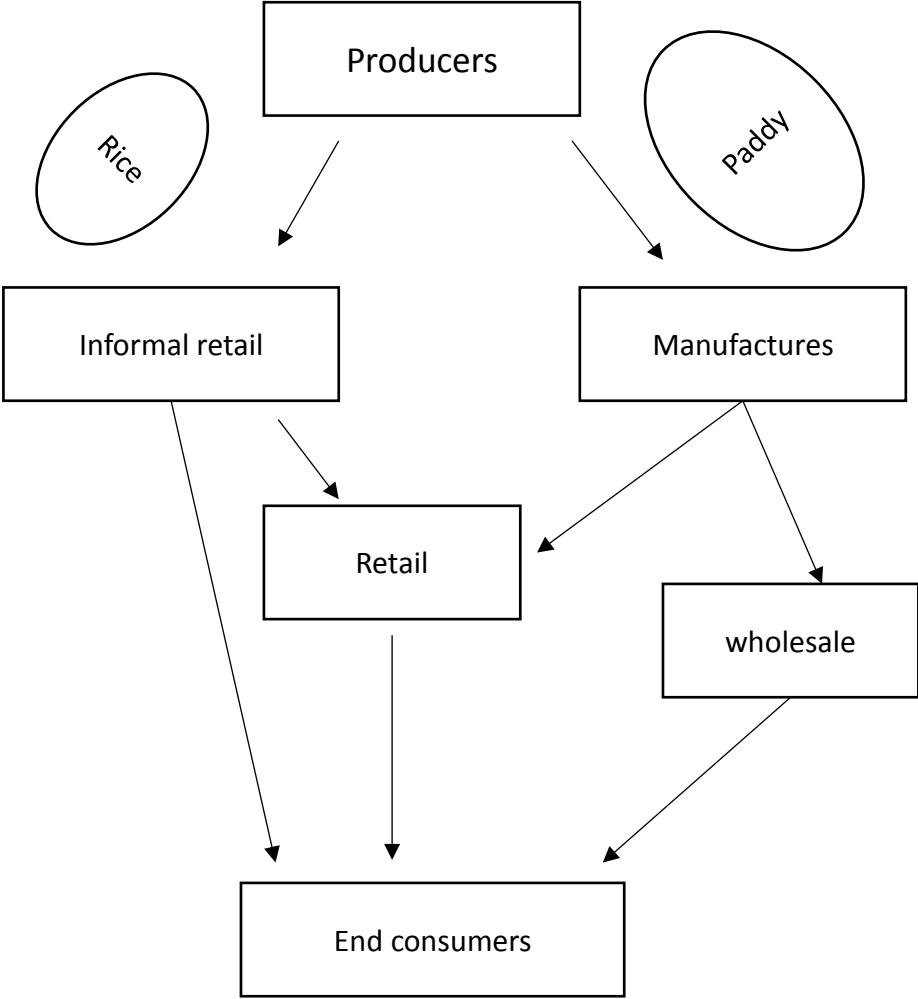 Producers
Rice
Paddy
Informal retail
Manufactures
Retail
wholesale
End consumers